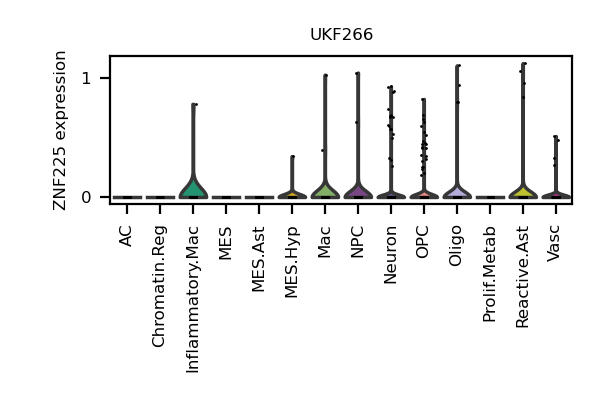 UKF266
ZNF225 expression
1
0
AC
Chromatin.Reg
Inflammatory.Mac
MES
MES.Ast
MES.Hyp
Mac
NPC
Neuron
OPC
Oligo
Prolif.Metab
Reactive.Ast
Vasc